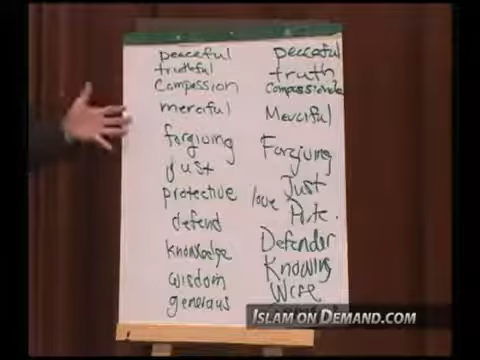 peaceful peaceful
truthful truth
Compassion
merciful Merciful
forgiving Forgiving
just Just
protective love
defend Defender
knowledge Knowing
wisdom
generous
ISLAM ON DEMAND.COM